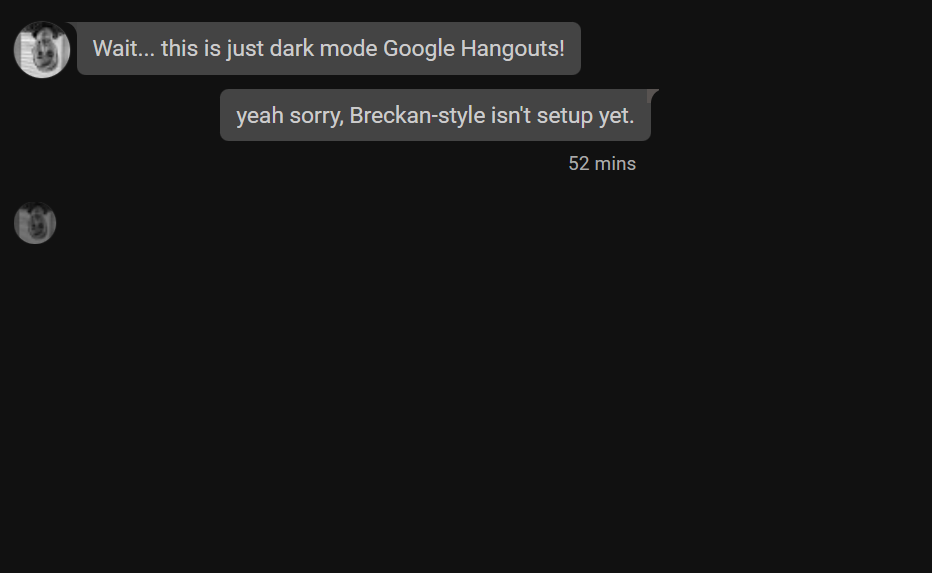 Wait... this is just dark mode Google Hangouts!
yeah sorry, Breckan-style isn't setup yet.
52 mins